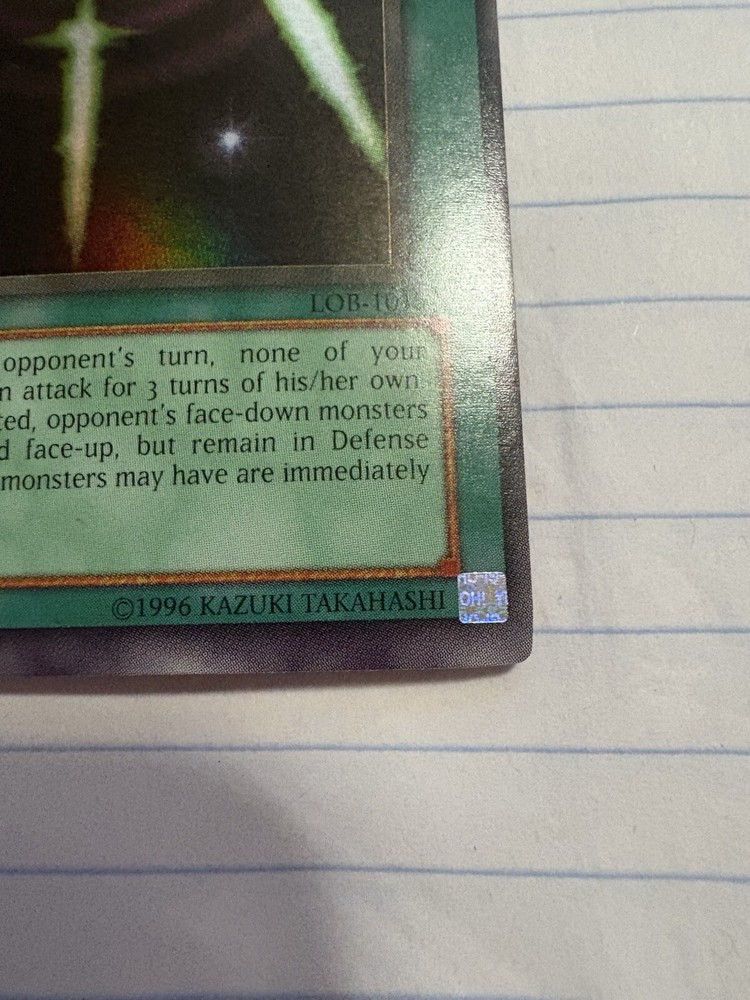 LOB-101
opponent's turn, none of your
n attack for 3 turns of his/her own
ted, opponent's face-down monsters
d face-up, but remain in Defense
monsters may have are immediately
©1996 KAZUKI TAKAHASHI